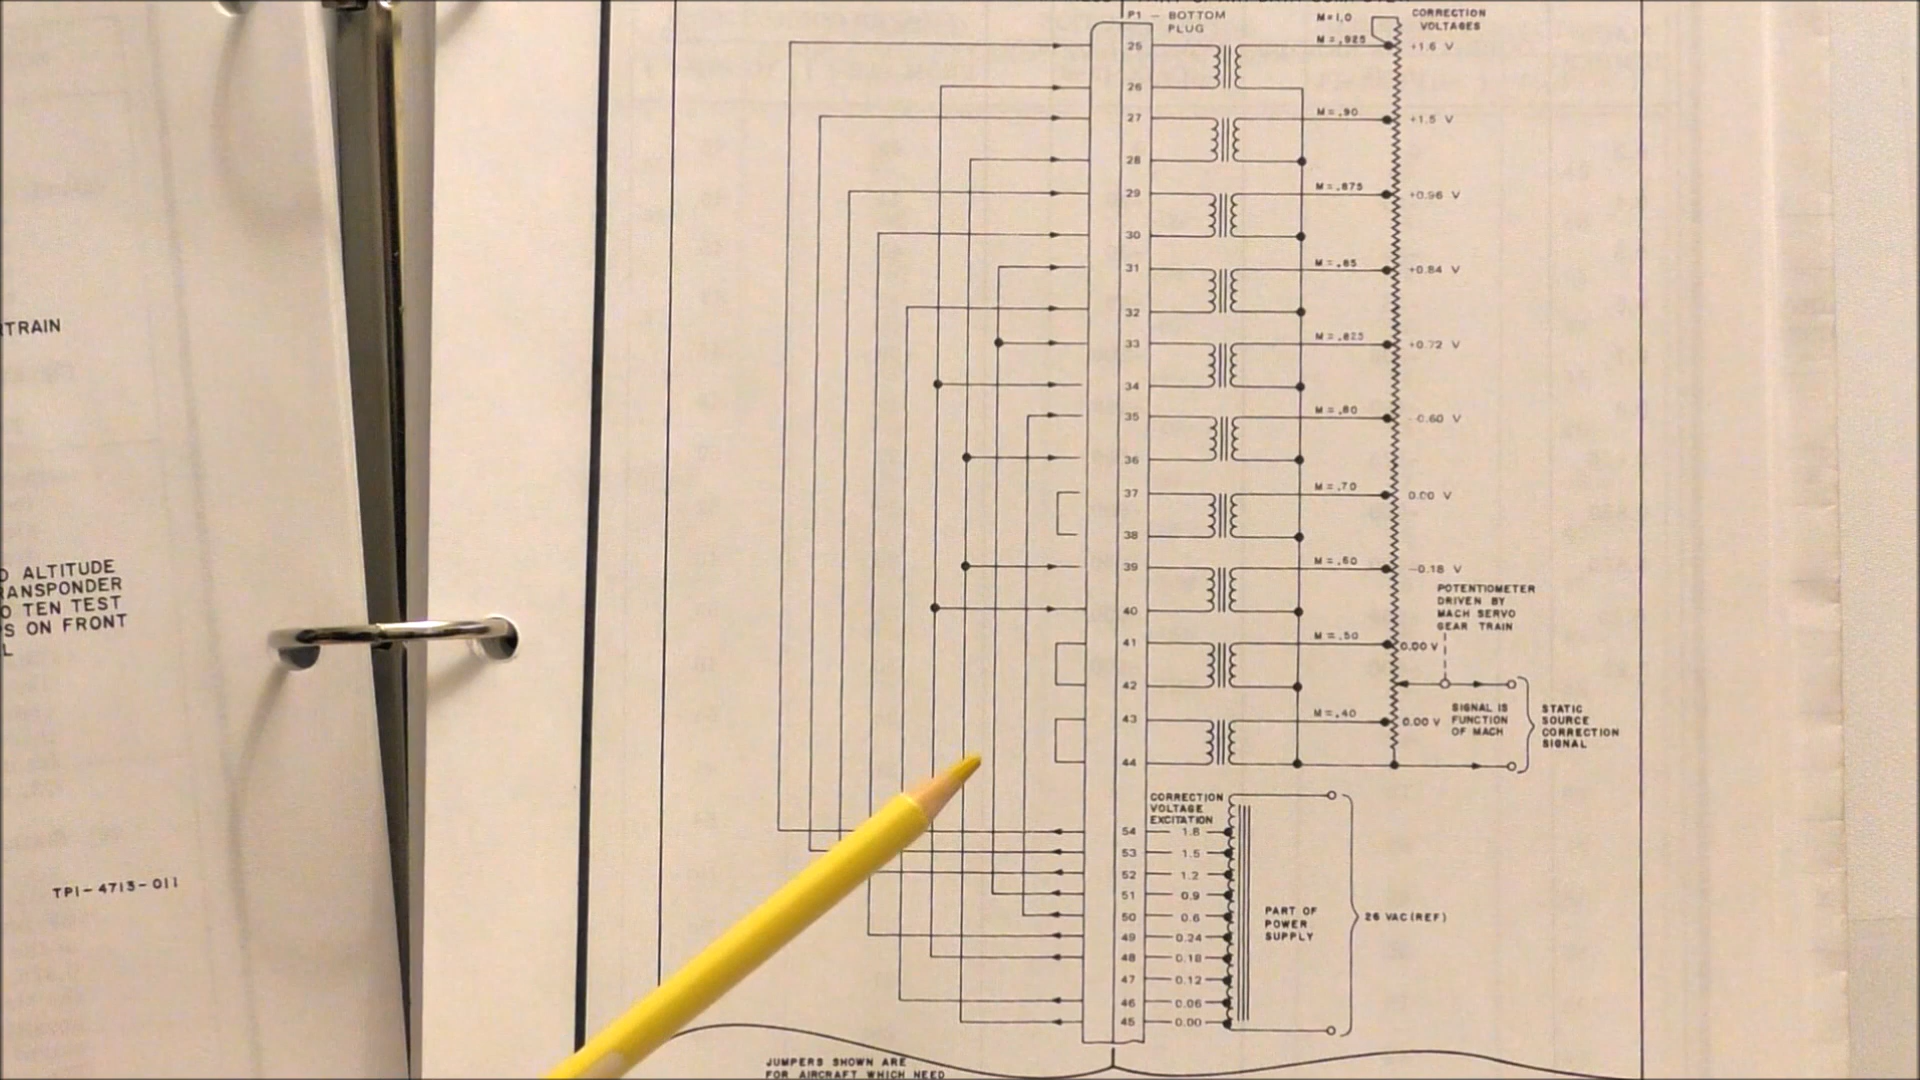 RTRAIN
D ALTITUDE
RANSPONDER
O TEN TEST
S ON FRONT
L
TP1-4713-011
P1 - BOTTOM
PLUG
M=1.0
CORRECTION
VOLTAGES
M=.925
25
+1.6 V
26
27
M=.90
+1.5 V
28
29
M=.875
+0.96 V
30
31
M=.85
+0.84 V
32
33
M=.825
+0.72 V
34
35
M=.80
-0.60 V
36
37
M=.70
0.00 V
38
39
M=.60
-0.18 V
40
41
M=.50
0.00 V
42
43
M=.40
0.00 V
44
POTENTIOMETER
DRIVEN BY
MACH SERVO
GEAR TRAIN
SIGNAL IS
FUNCTION
OF MACH
STATIC
SOURCE
CORRECTION
SIGNAL
CORRECTION
VOLTAGE
EXCITATION
54 1.8
53 1.5
52 1.2
51 0.9
50 0.6
49 0.24
48 0.18
47 0.12
46 0.06
45 0.00
PART OF
POWER
SUPPLY
26 VAC (REF)
JUMPERS SHOWN ARE
FOR AIRCRAFT WHICH NEED